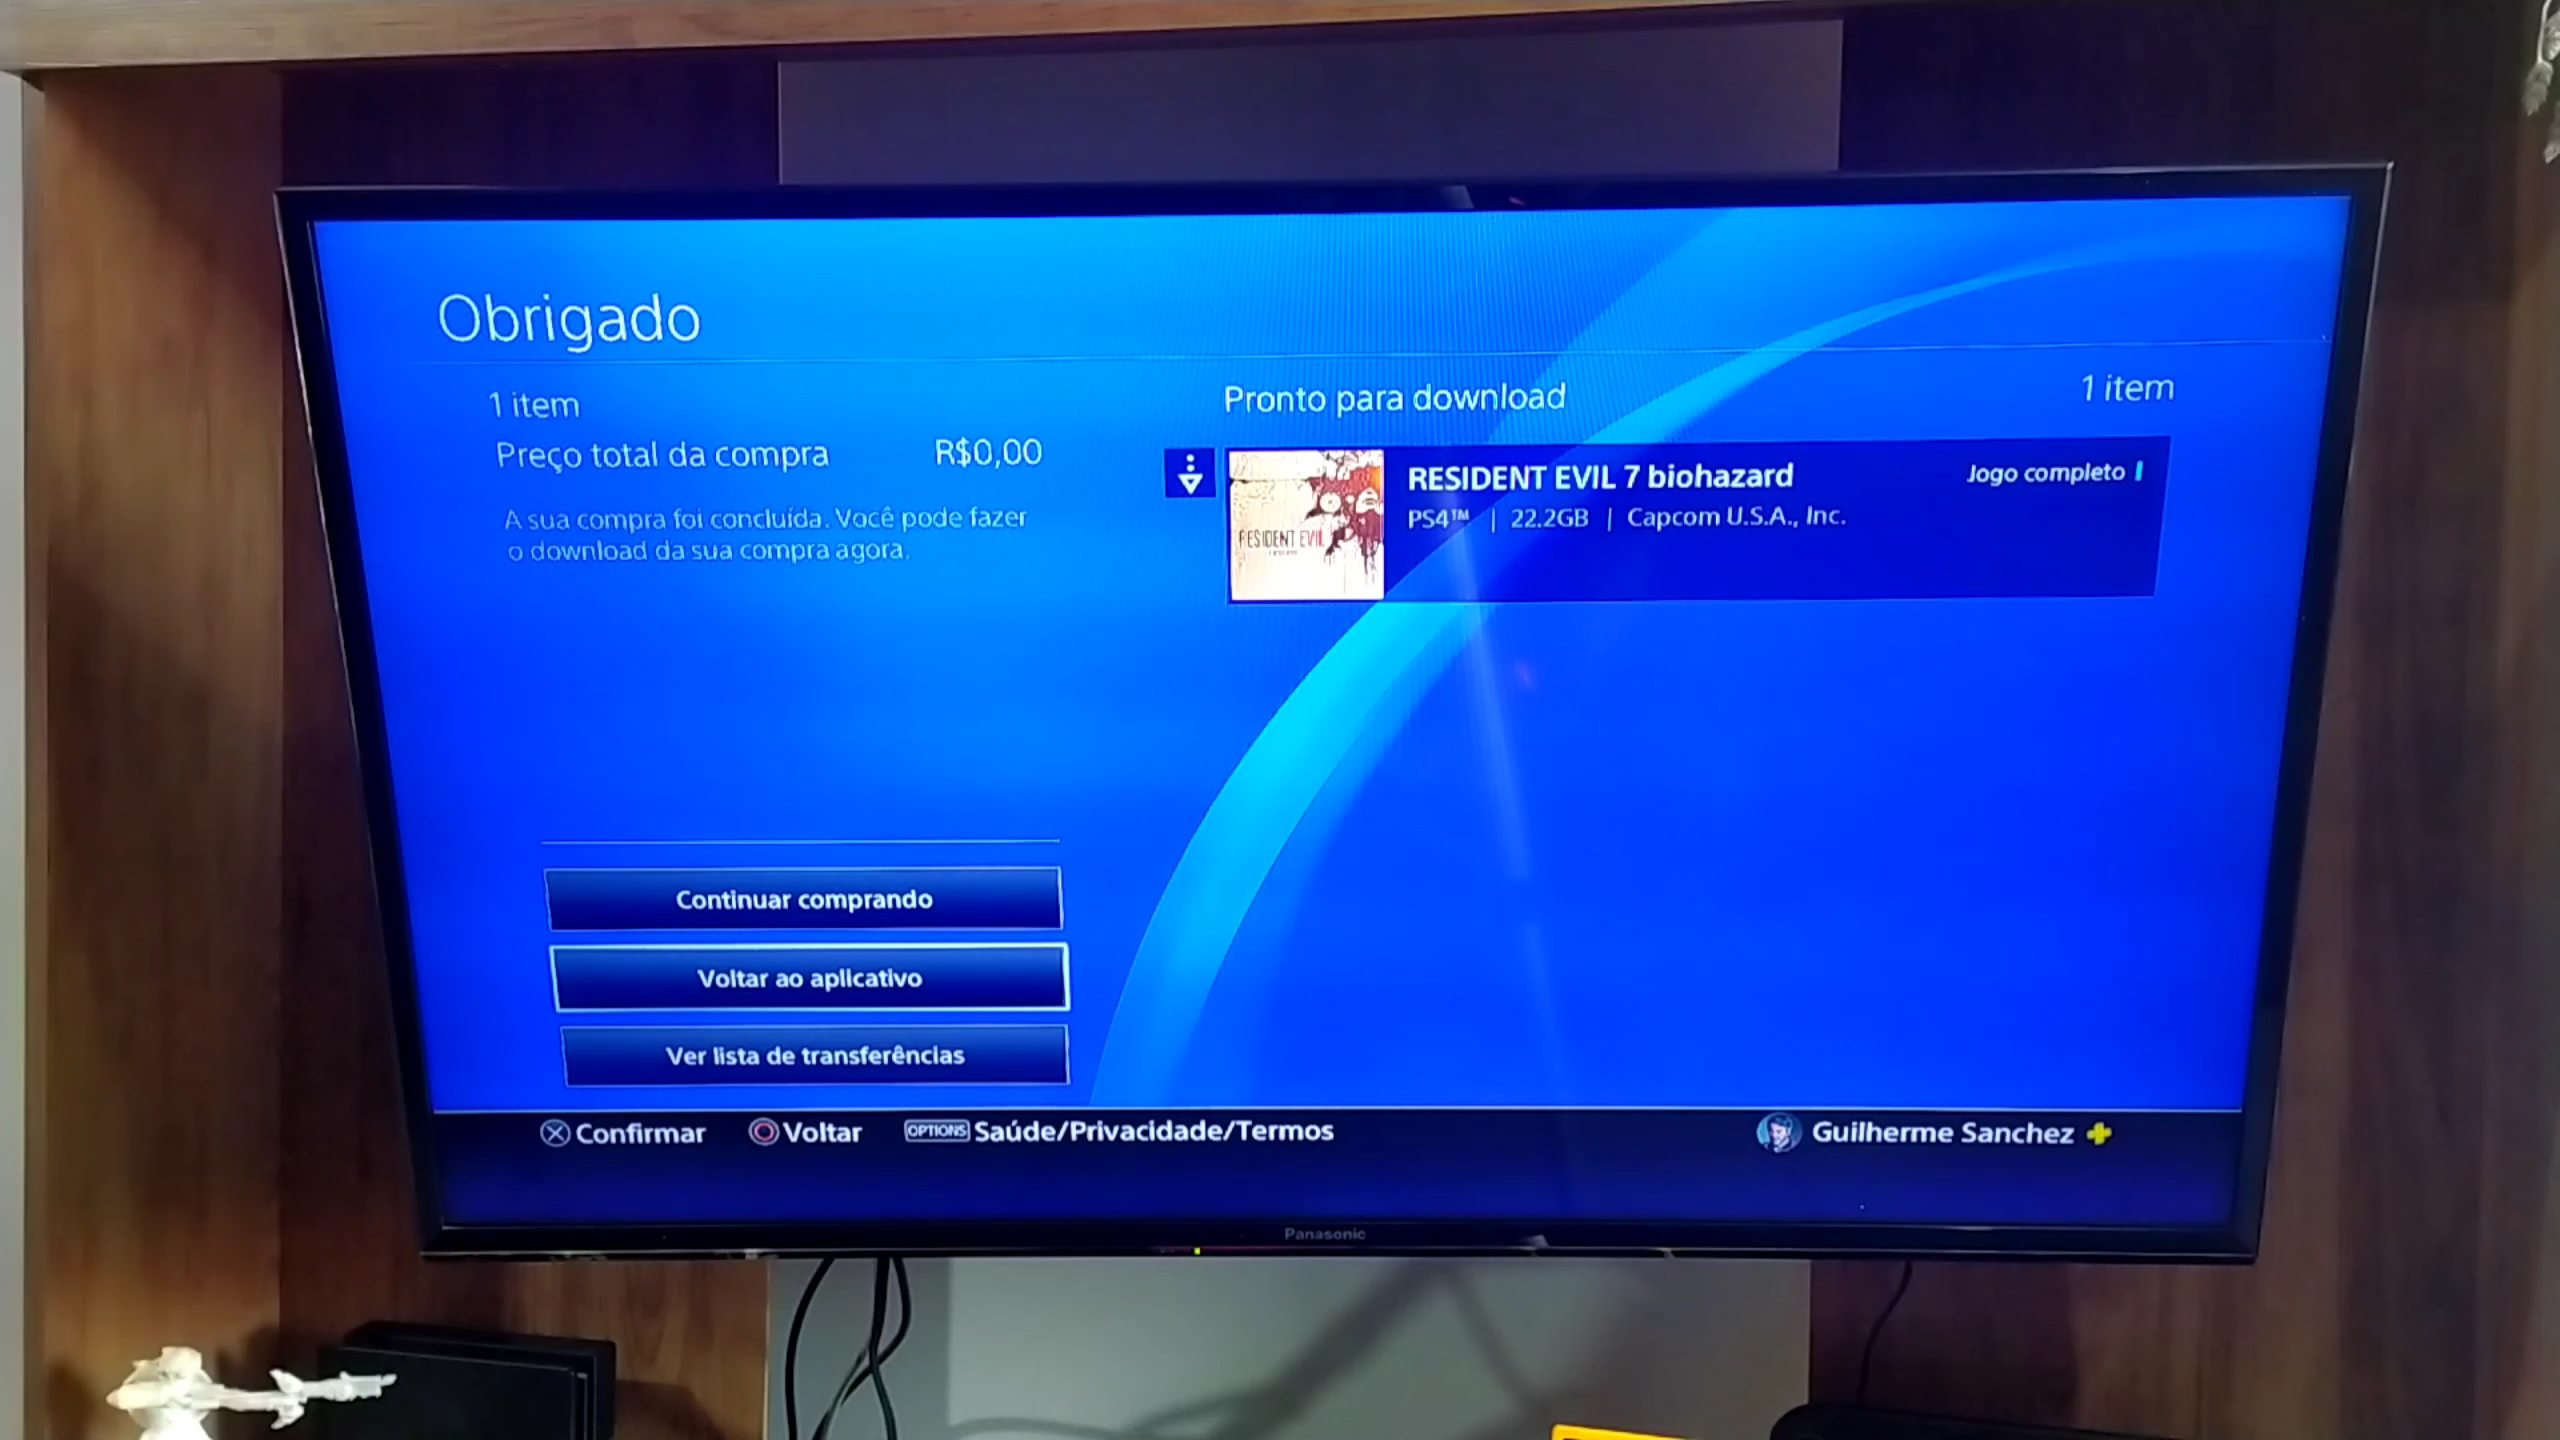 Obrigado
1 item
Preço total da compra R$0,00
A sua compra foi concluída. Você pode fazer
o download da sua compra agora.
Pronto para download 1 item
RESIDENT EVIL 7 biohazard Jogo completo
PS4™ | 22.2GB | Capcom U.S.A., Inc.
RESIDENT EVIL
Continuar comprando
Voltar ao aplicativo
Ver lista de transferências
Confirmar Voltar OPTIONS Saúde/Privacidade/Termos Guilherme Sanchez
Panasonic